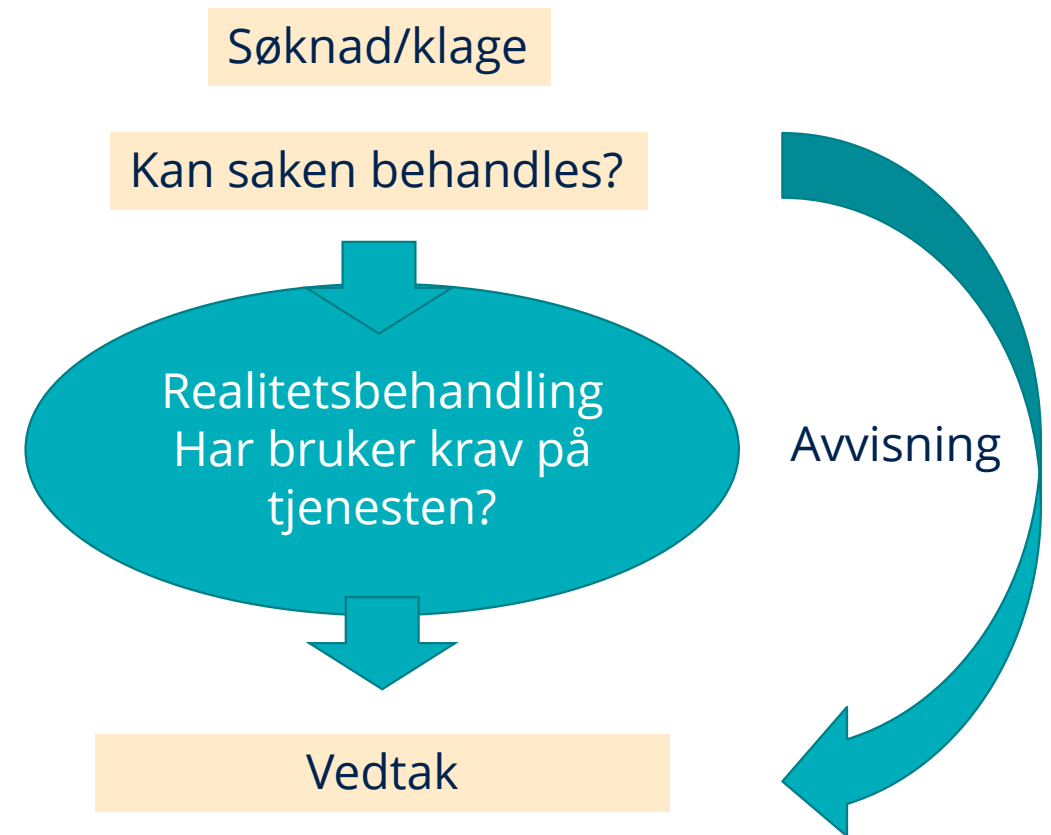 Søknad/klage
Kan saken behandles?
Realitetsbehandling
Har bruker krav på
tjenesten?
Avvisning
Vedtak